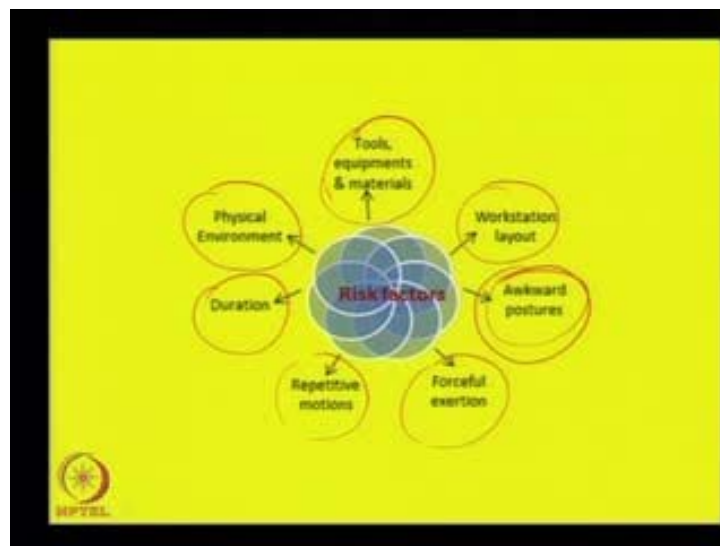 Tools,
equipments
& materials
Physical
Environment
Workstation
layout
Risk factors
Duration
Awkward
postures
Repetitive
motions
Forceful
exertion
NPTEL